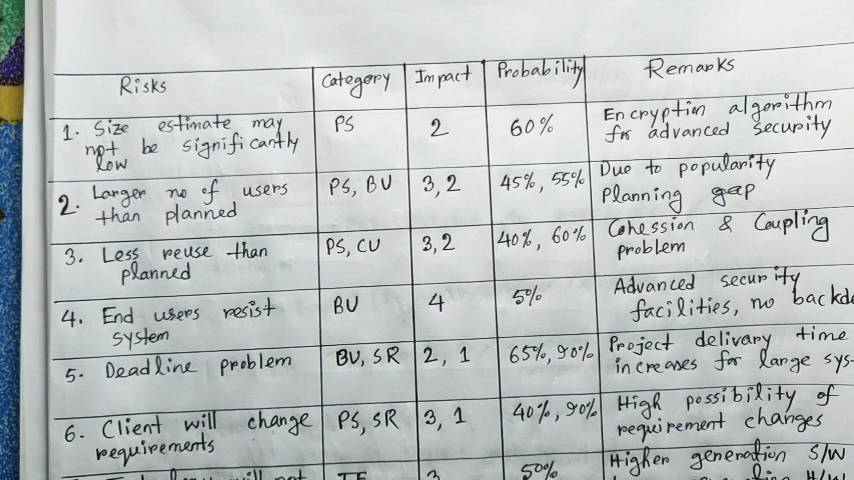 Risks Category Impact Probability Remarks
1. Size estimate may PS 2 60% Encryption algorithm
not be significantly for advanced security
low
2. Larger no of users PS, BU 3,2 45%, 55% Due to popularity
than planned Planning gap
3. Less reuse than PS, CU 3,2 40%, 60% Cohession & Coupling
planned problem
4. End users resist BU 4 5% Advanced security
system facilities, no backd
5. Deadline problem BU, SR 2, 1 65%, 90% Project delivary time
increases for large sys-
6. Client will change PS, SR 3, 1 40%, 90% High possibility of
requirements requirement changes
will not TE 3 50% Higher generation S/W
H/W